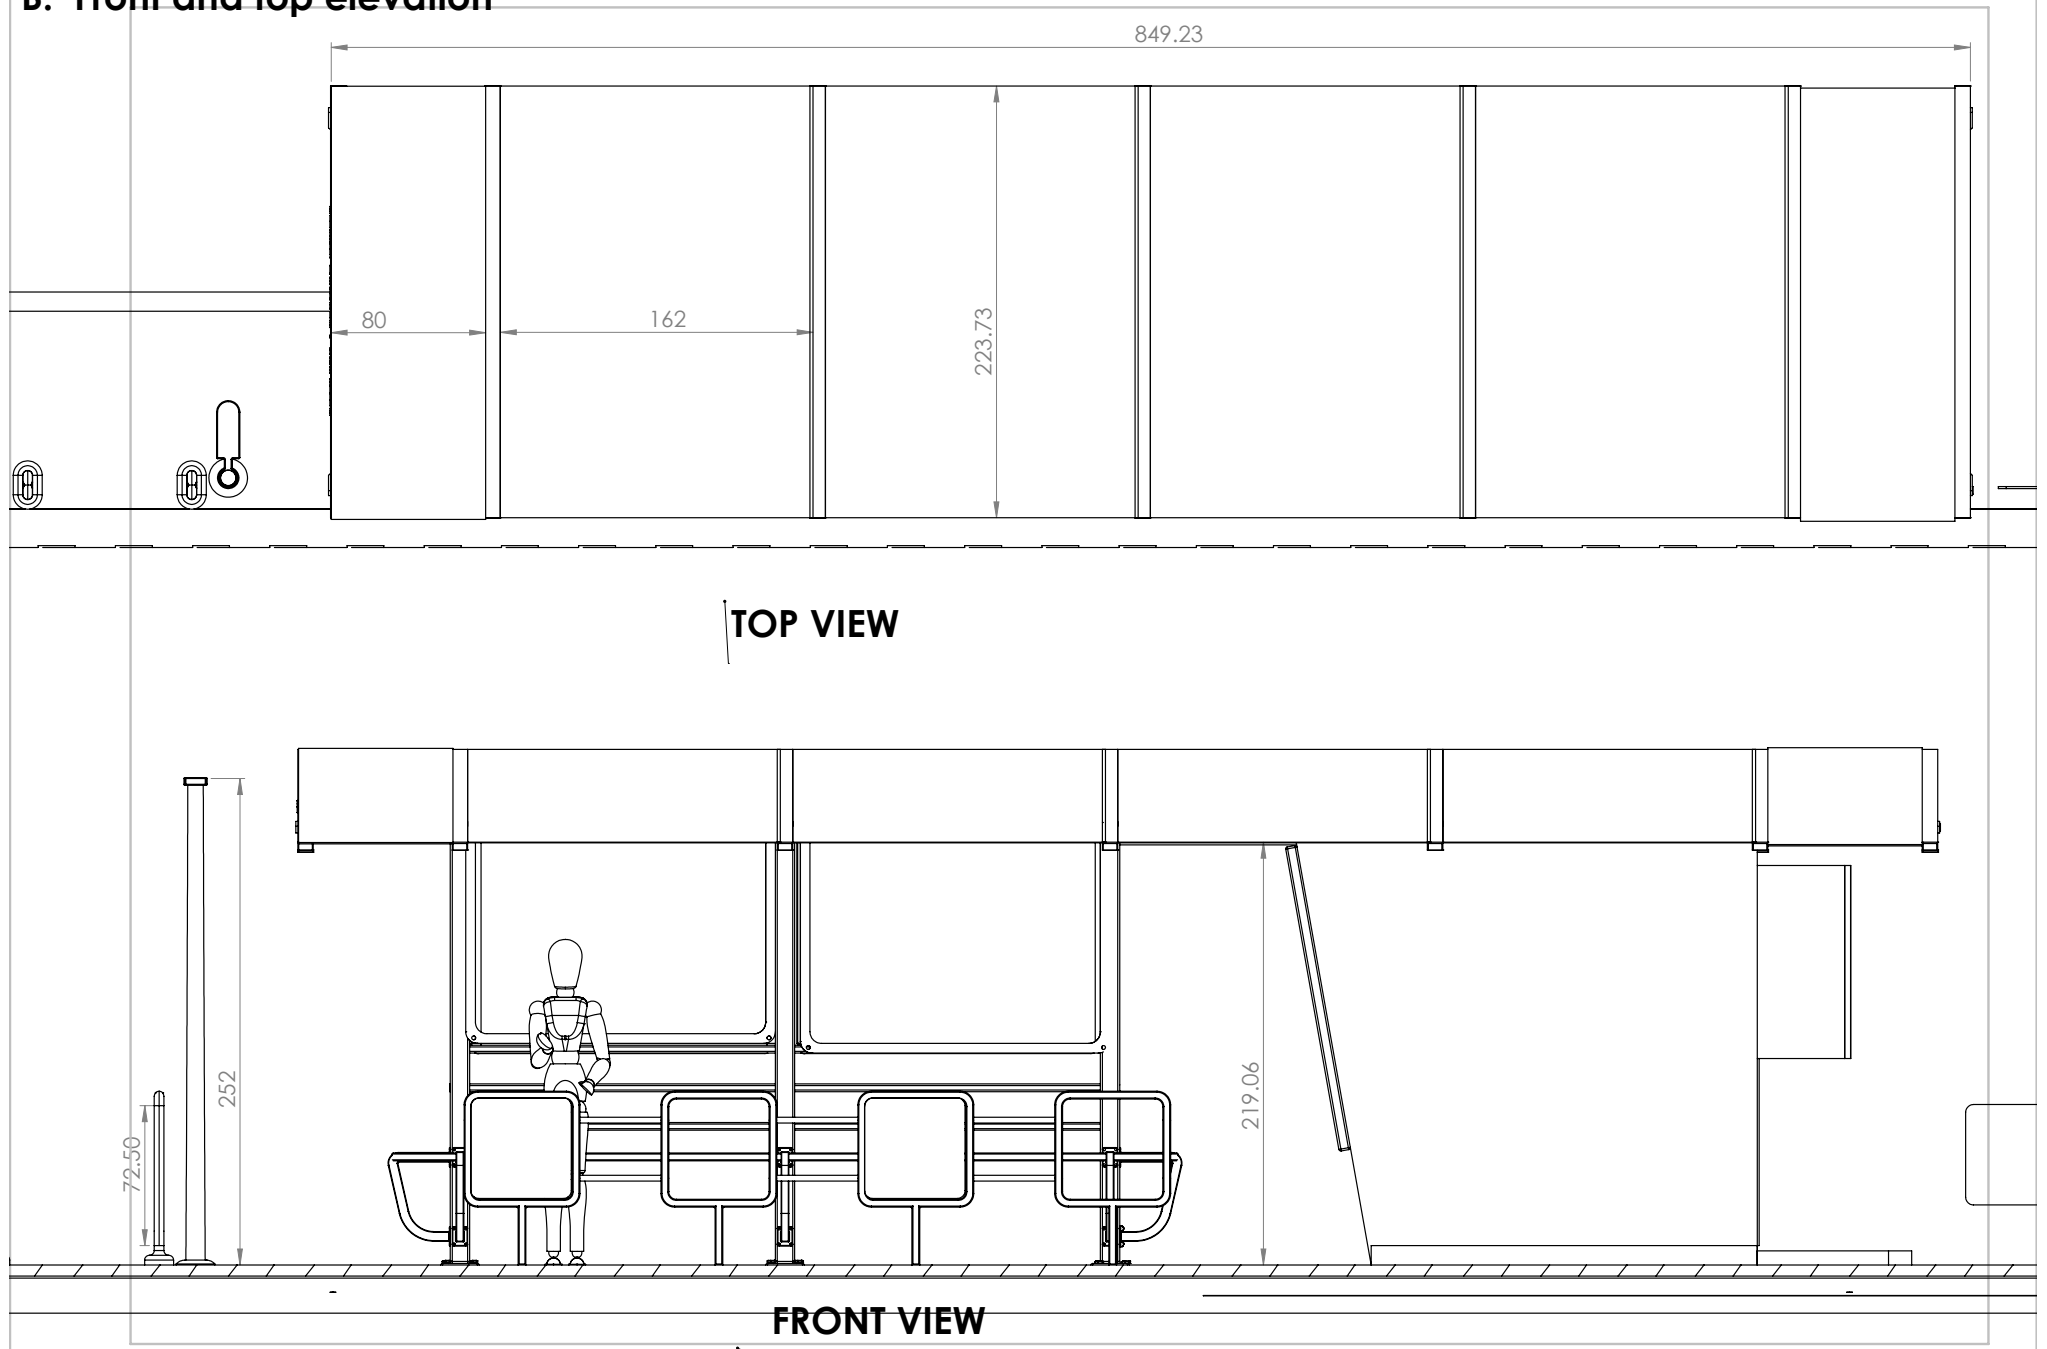 B. Front and top elevation
849.23
80
162
223.73
TOP VIEW
252
72.50
219.06
FRONT VIEW